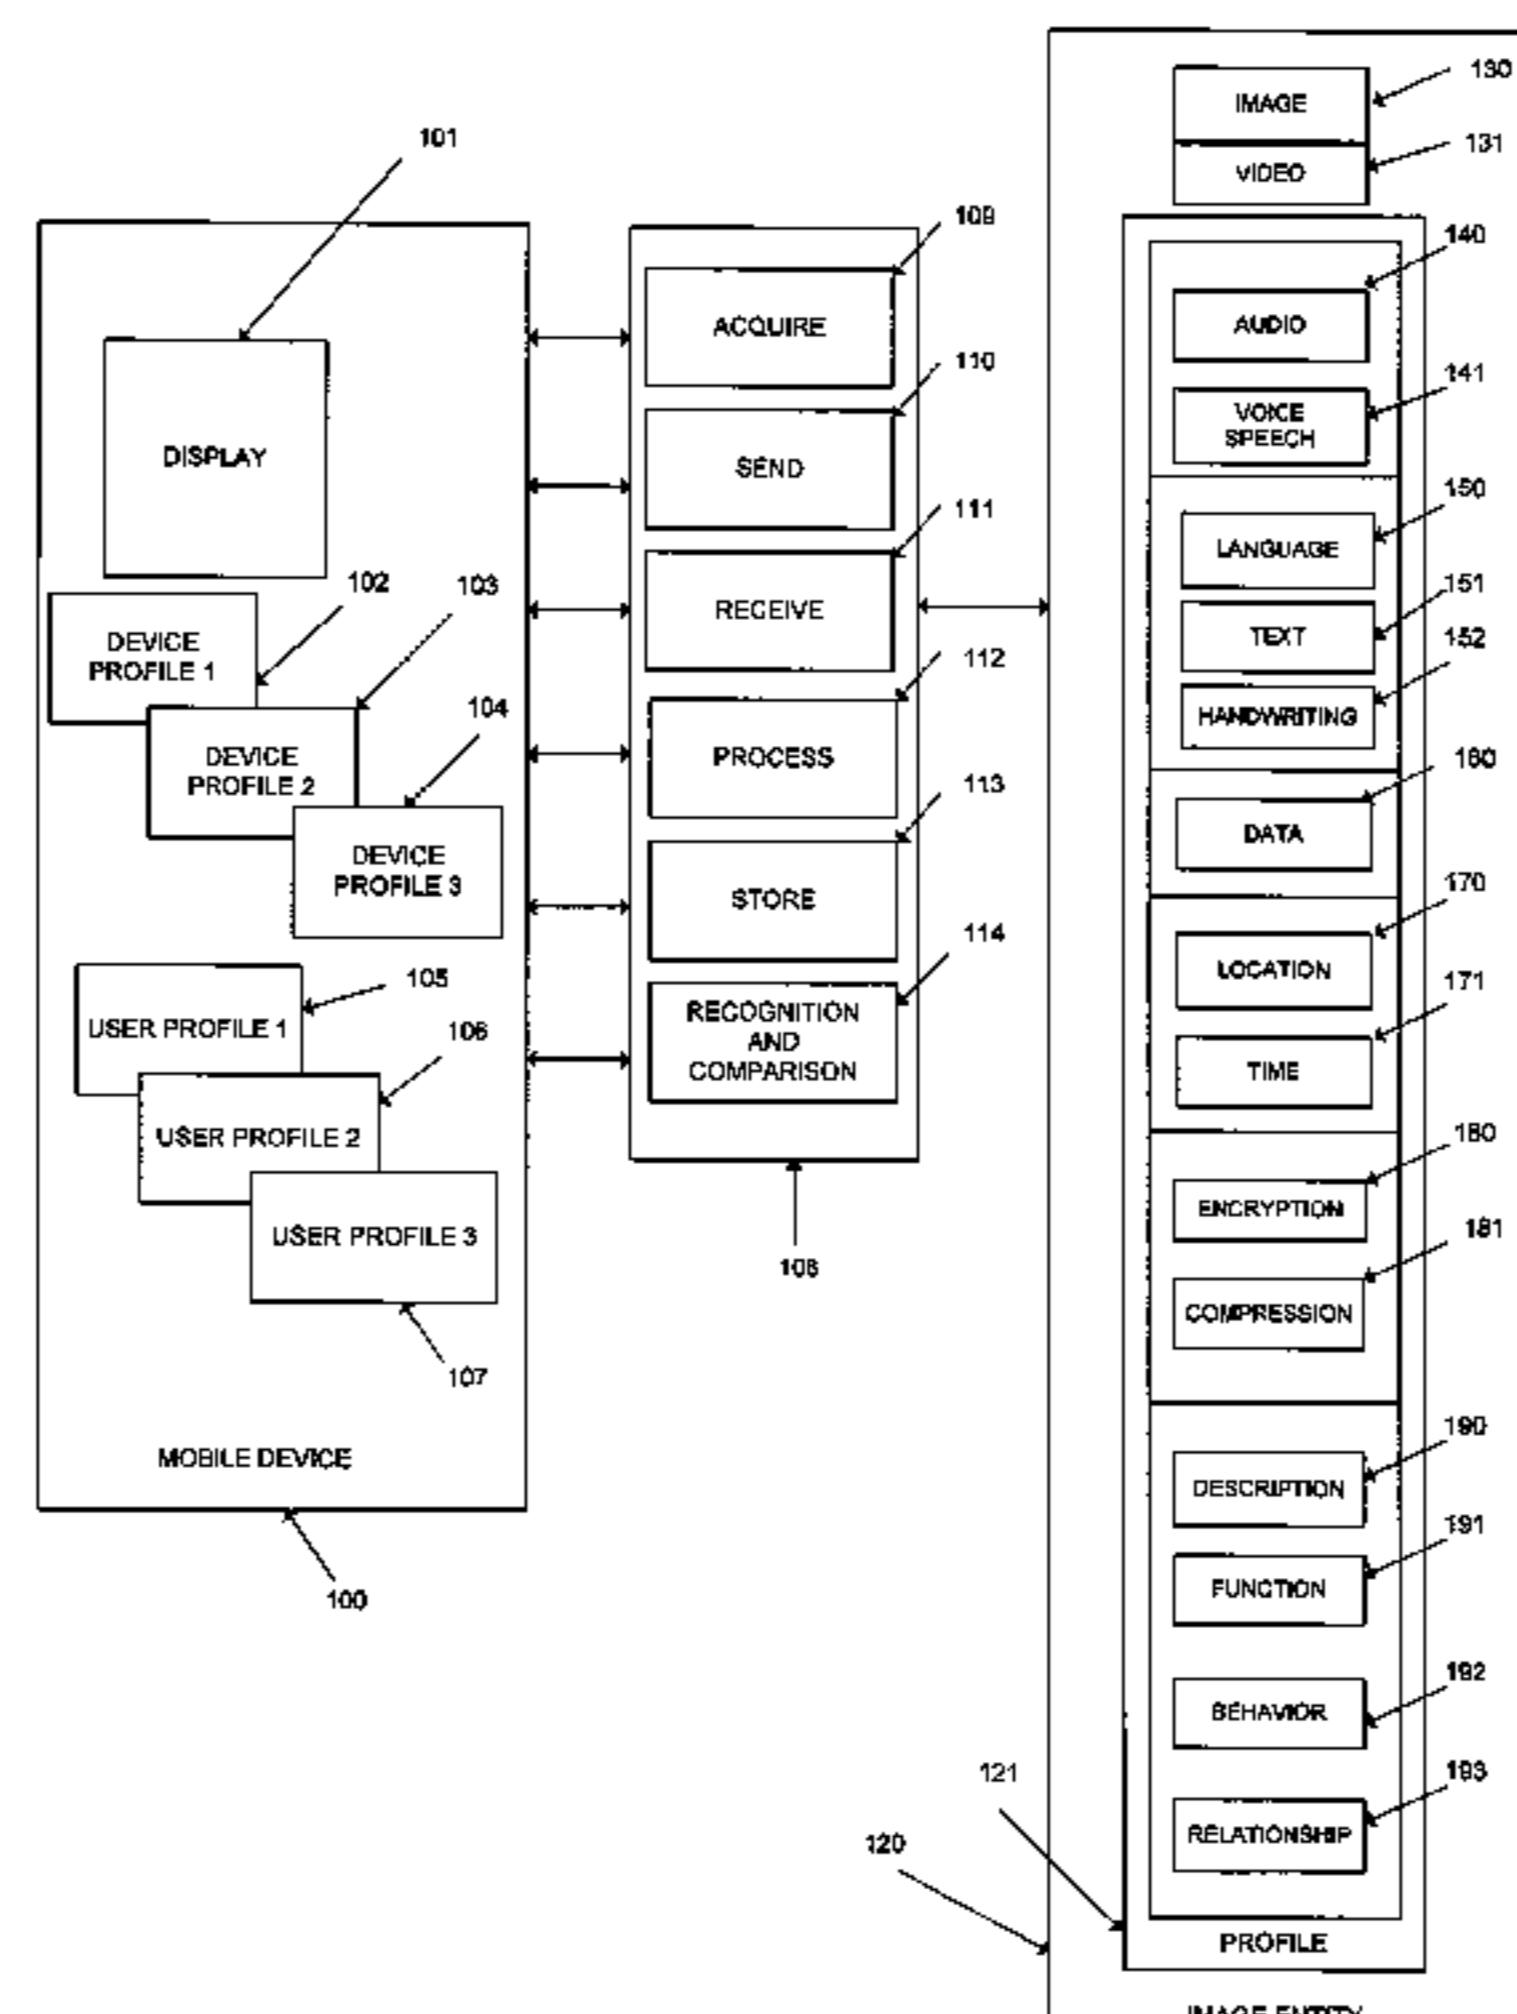 101
DISPLAY
102
DEVICE
PROFILE 1
103
DEVICE
PROFILE 2
104
DEVICE
PROFILE 3
105
USER PROFILE 1
106
USER PROFILE 2
USER PROFILE 3
107
MOBILE DEVICE
100
109
ACQUIRE
110
SEND
111
RECEIVE
112
PROCESS
113
STORE
114
RECOGNITION
AND
COMPARISON
108
130
IMAGE
131
VIDEO
140
AUDIO
141
VOICE
SPEECH
150
LANGUAGE
151
TEXT
152
HANDWRITING
160
DATA
170
LOCATION
171
TIME
180
ENCRYPTION
181
COMPRESSION
190
DESCRIPTION
191
FUNCTION
192
BEHAVIOR
193
RELATIONSHIP
121
120
PROFILE
IMAGE ENTITY